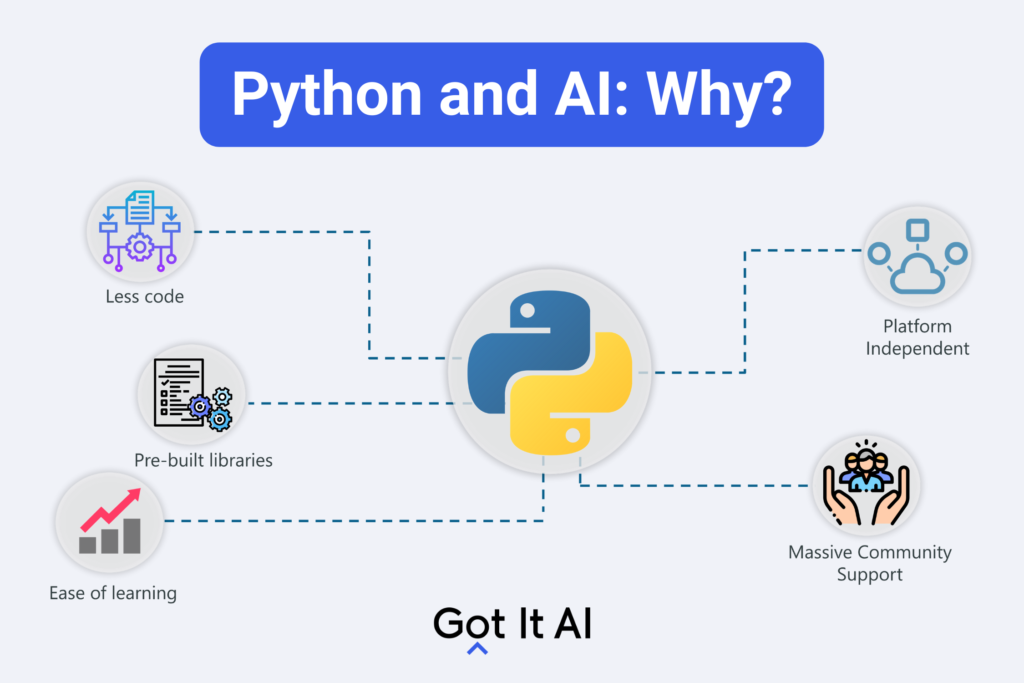 Python and AI: Why?
Less code
Pre-built libraries
Ease of learning
Platform
Independent
Massive Community
Support
Got It AI